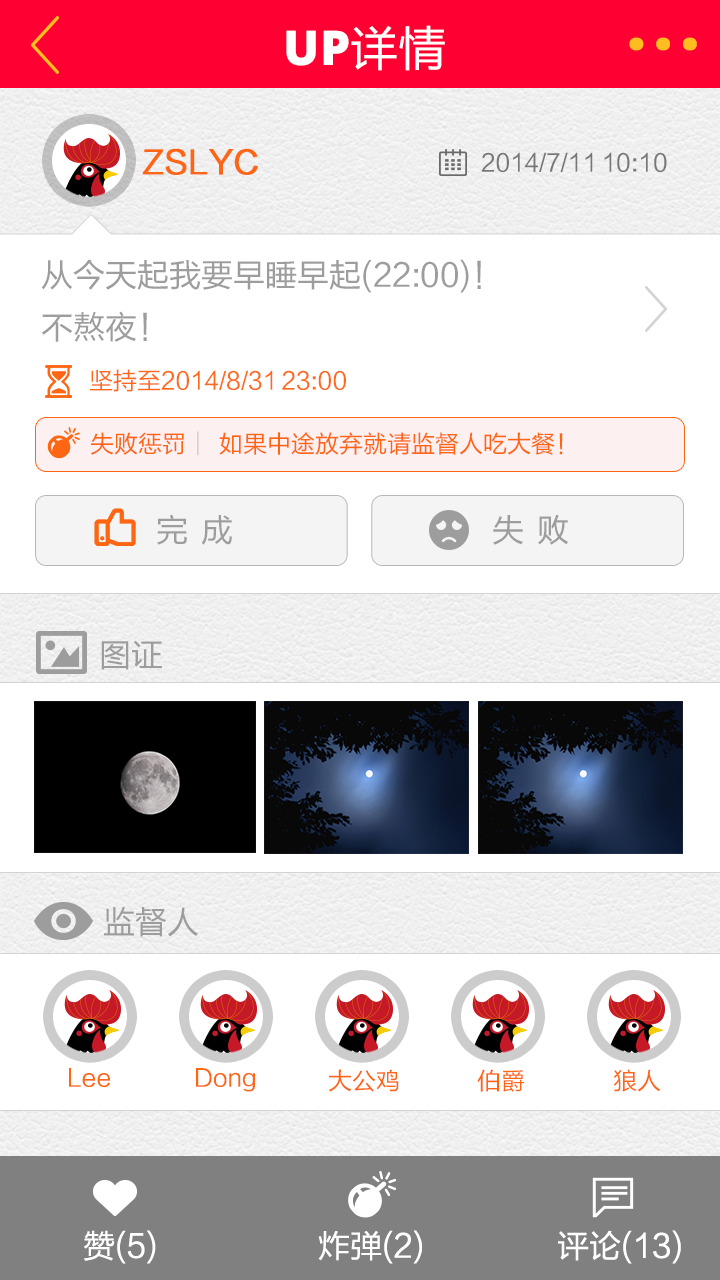 UP详情
ZSLYC
2014/7/11 10:10
从今天起我要早睡早起(22:00)！
不熬夜！
坚持至2014/8/31 23:00
失败惩罚 如果中途放弃就请监督人吃大餐！
完成 失败
图证
监督人
Lee Dong 大公鸡 伯爵 狼人
赞(5) 炸弹(2) 评论(13)